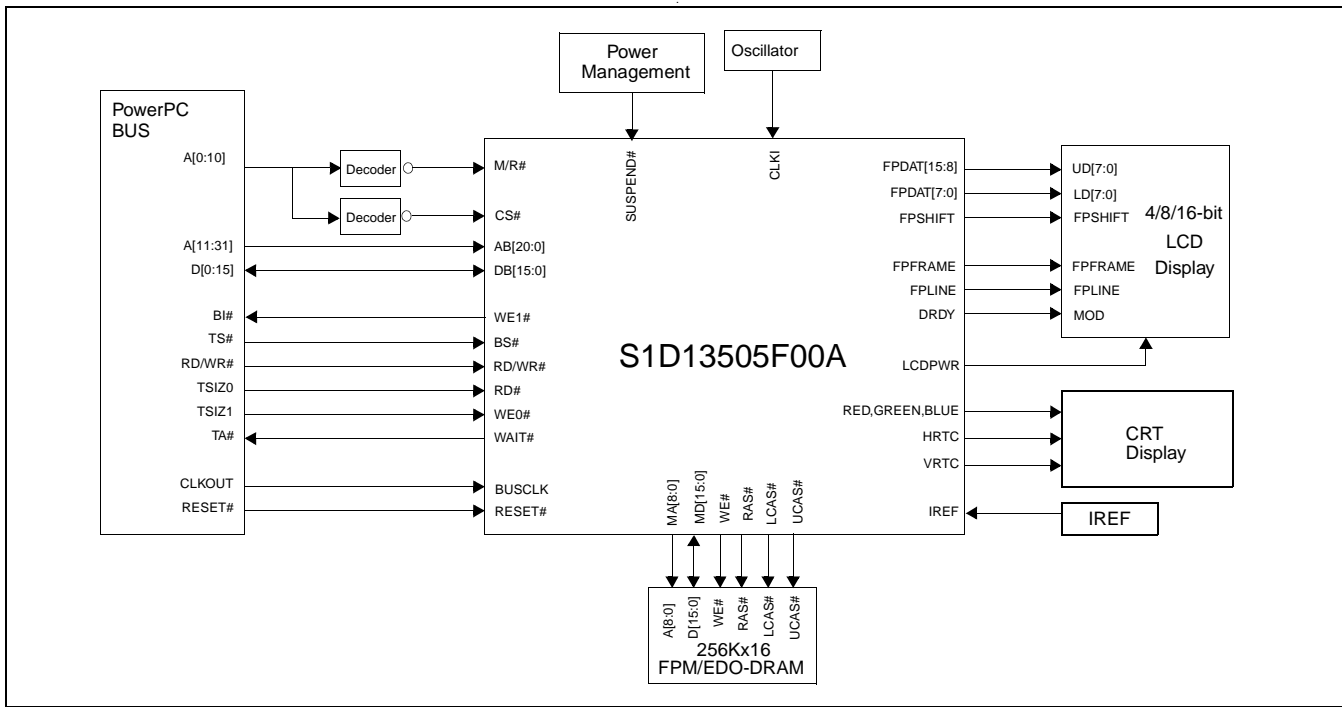 Power
Management
Oscillator
PowerPC
BUS
A[0:10]
Decoder
M/R#
Decoder
CS#
A[11:31]
AB[20:0]
D[0:15]
DB[15:0]
BI#
WE1#
TS#
BS#
RD/WR#
RD/WR#
TSIZ0
RD#
TSIZ1
WE0#
TA#
WAIT#
CLKOUT
BUSCLK
RESET#
RESET#
SUSPEND#
CLKI
S1D13505F00A
FPDAT[15:8]
UD[7:0]
FPDAT[7:0]
LD[7:0]
FPSHIFT
FPSHIFT
4/8/16-bit
LCD
Display
FPFRAME
FPFRAME
FPLINE
FPLINE
DRDY
MOD
LCDPWR
RED,GREEN,BLUE
HRTC
VRTC
CRT
Display
IREF
IREF
MA[8:0]
MD[15:0]
WE#
RAS#
LCAS#
UCAS#
A[8:0]
D[15:0]
WE#
RAS#
LCAS#
UCAS#
256Kx16
FPM/EDO-DRAM